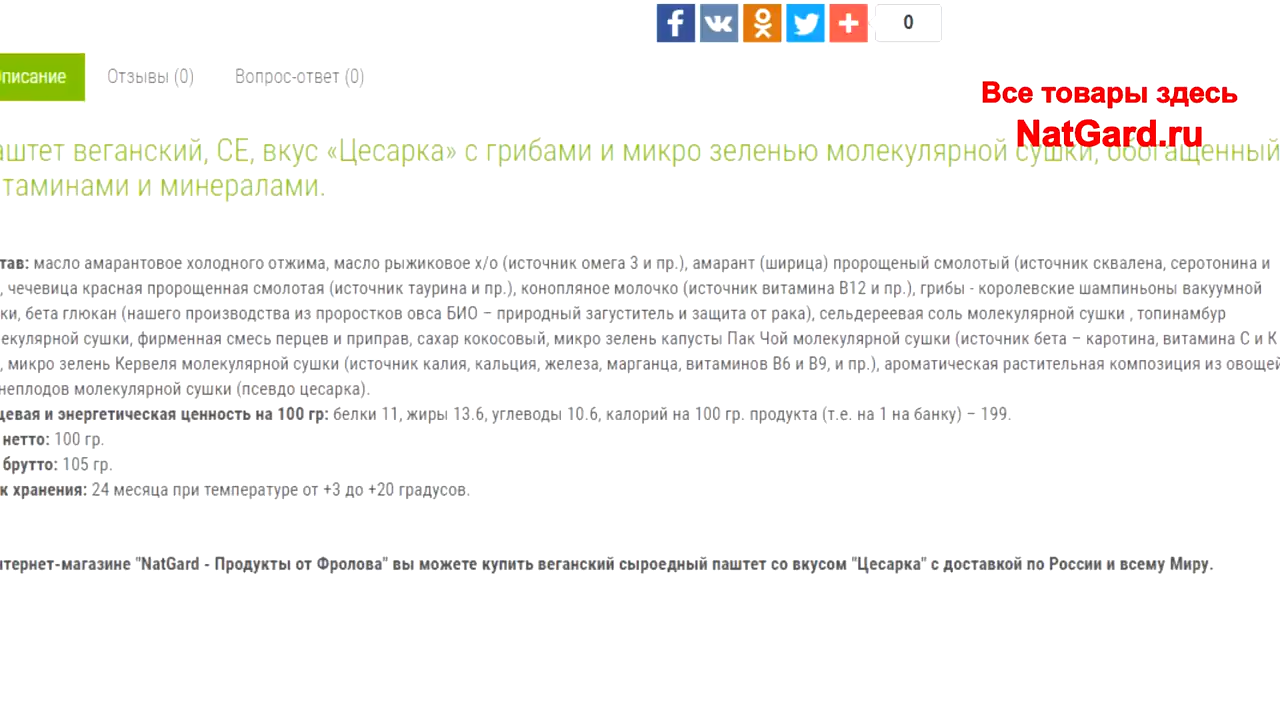 0
писание
Отзывы (0)
Вопрос-ответ (0)
Все товары здесь
NatGard.ru
аштет веганский, СЕ, вкус «Цесарка» с грибами и микро зеленью молекулярной сушки, обогащенный
таминами и минералами.
тав: масло амарантовое холодного отжима, масло рыжиковое х/о (источник омега 3 и пр.), амарант (ширица) пророщеный смолотый (источник сквалена, серотонина и
, чечевица красная пророщенная смолотая (источник таурина и пр.), конопляное молочко (источник витамина В12 и пр.), грибы - королевские шампиньоны вакуумной
ки, бета глюкан (нашего производства из проростков овса БИО – природный загуститель и защита от рака), сельдереевая соль молекулярной сушки , топинамбур
екулярной сушки, фирменная смесь перцев и приправ, сахар кокосовый, микро зелень капусты Пак Чой молекулярной сушки (источник бета – каротина, витамина С и К
, микро зелень Кервеля молекулярной сушки (источник калия, кальция, железа, марганца, витаминов В6 и В9, и пр.), ароматическая растительная композиция из овощей
неплодов молекулярной сушки (псевдо цесарка).
цевая и энергетическая ценность на 100 гр: белки 11, жиры 13.6, углеводы 10.6, калорий на 100 гр. продукта (т.е. на 1 на банку) – 199.
нетто: 100 гр.
брутто: 105 гр.
к хранения: 24 месяца при температуре от +3 до +20 градусов.
нтернет-магазине "NatGard - Продукты от Фролова" вы можете купить веганский сыроедный паштет со вкусом "Цесарка" с доставкой по России и всему Миру.